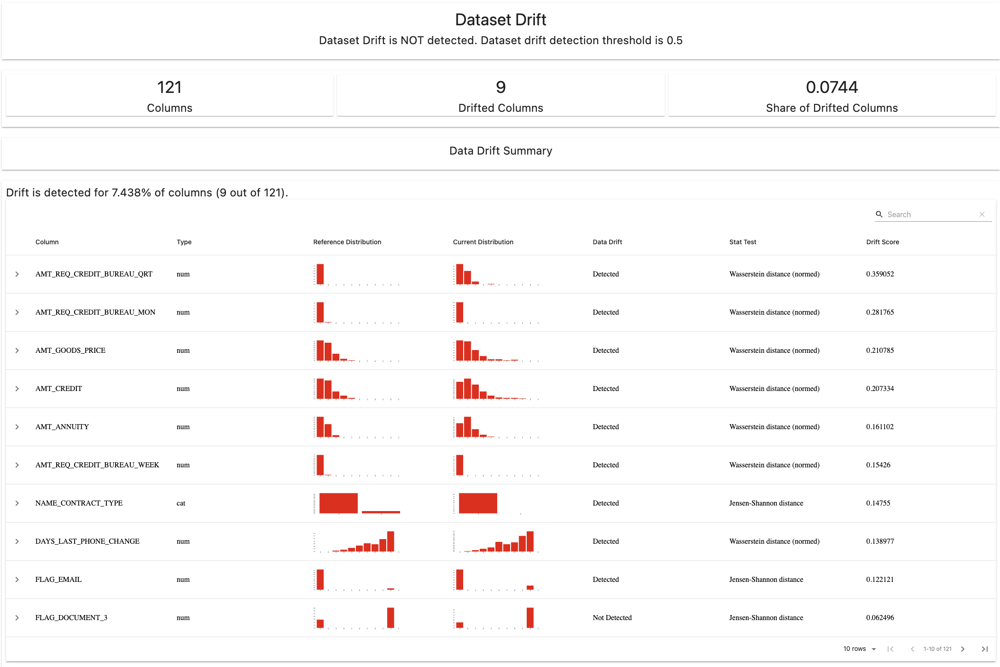 Dataset Drift
Dataset Drift is NOT detected. Dataset drift detection threshold is 0.5
121
Columns
9
Drifted Columns
0.0744
Share of Drifted Columns
Data Drift Summary
Drift is detected for 7.438% of columns (9 out of 121).
Search
Column Type Reference Distribution Current Distribution Data Drift Stat Test Drift Score
AMT_REQ_CREDIT_BUREAU_QRT num Detected Wasserstein distance (normed) 0.359052
AMT_REQ_CREDIT_BUREAU_MON num Detected Wasserstein distance (normed) 0.281765
AMT_GOODS_PRICE num Detected Wasserstein distance (normed) 0.210785
AMT_CREDIT num Detected Wasserstein distance (normed) 0.207334
AMT_ANNUITY num Detected Wasserstein distance (normed) 0.161102
AMT_REQ_CREDIT_BUREAU_WEEK num Detected Wasserstein distance (normed) 0.15426
NAME_CONTRACT_TYPE cat Detected Jensen-Shannon distance 0.14755
DAYS_LAST_PHONE_CHANGE num Detected Wasserstein distance (normed) 0.138977
FLAG_EMAIL num Detected Jensen-Shannon distance 0.122121
FLAG_DOCUMENT_3 num Not Detected Jensen-Shannon distance 0.062496
10 rows 1-10 of 121